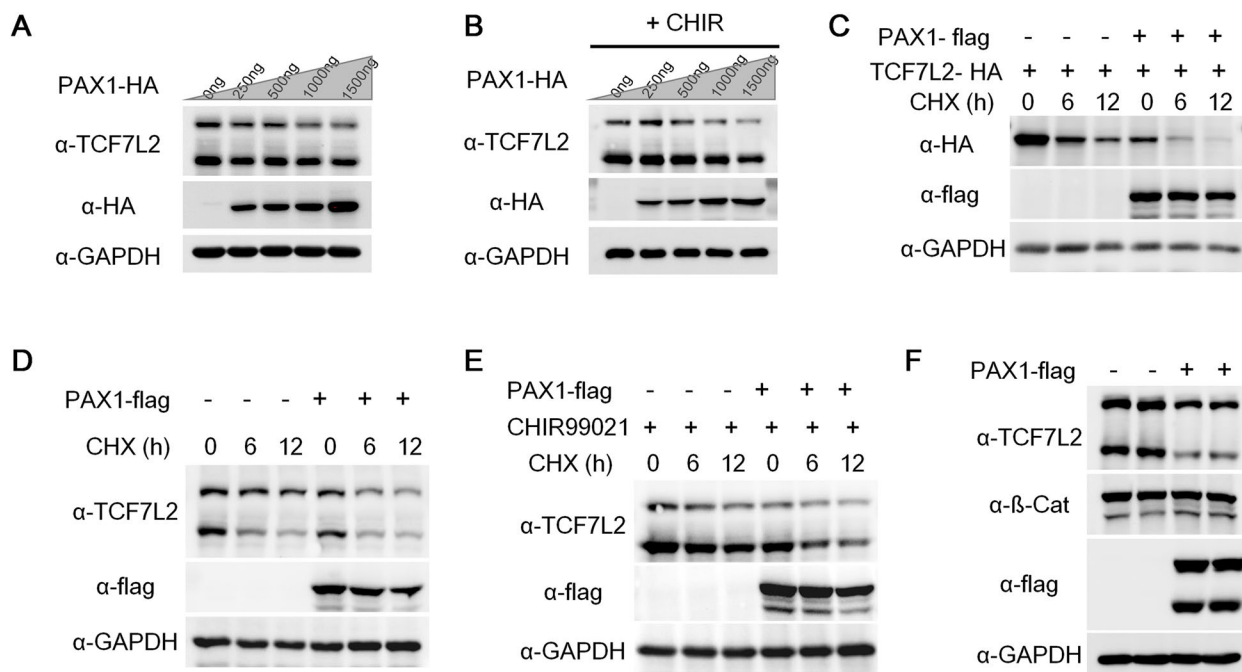 A
PAX1-HA
0ng 250ng 500ng 1000ng 1500ng
α-TCF7L2
α-HA
α-GAPDH
B
+ CHIR
PAX1-HA
0ng 250ng 500ng 1000ng 1500ng
α-TCF7L2
α-HA
α-GAPDH
C
PAX1- flag - - - + + +
TCF7L2- HA + + + + + +
CHX (h) 0 6 12 0 6 12
α-HA
α-flag
α-GAPDH
D
PAX1-flag - - - + + +
CHX (h) 0 6 12 0 6 12
α-TCF7L2
α-flag
α-GAPDH
E
PAX1-flag - - - + + +
CHIR99021 + + + + + +
CHX (h) 0 6 12 0 6 12
α-TCF7L2
α-flag
α-GAPDH
F
PAX1-flag - - + +
α-TCF7L2
α-ß-Cat
α-flag
α-GAPDH